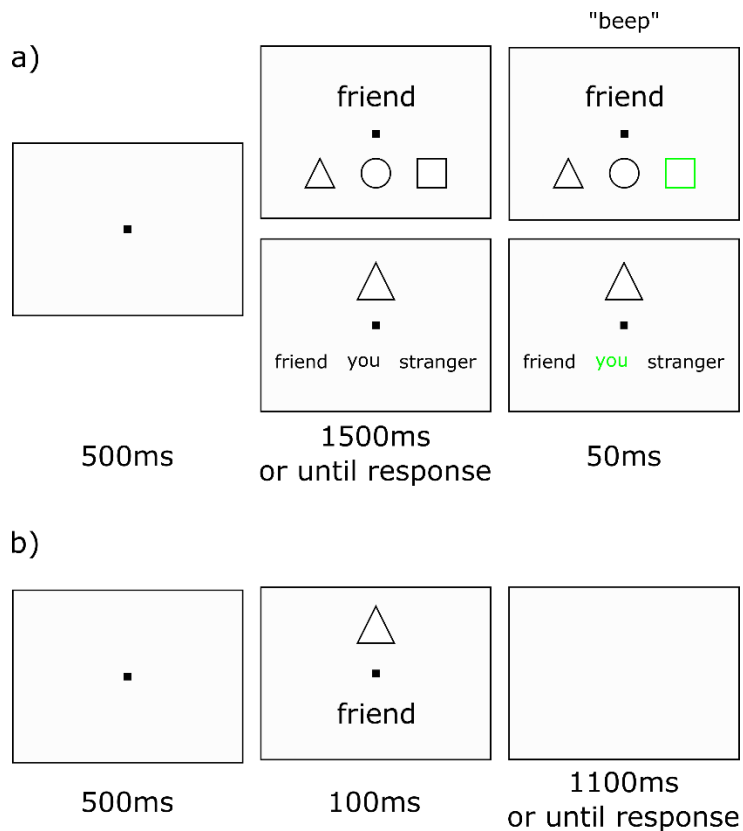 "beep"
a)
friend
friend
friend you stranger
friend you stranger
500ms
1500ms
or until response
50ms
b)
friend
500ms
100ms
1100ms
or until response